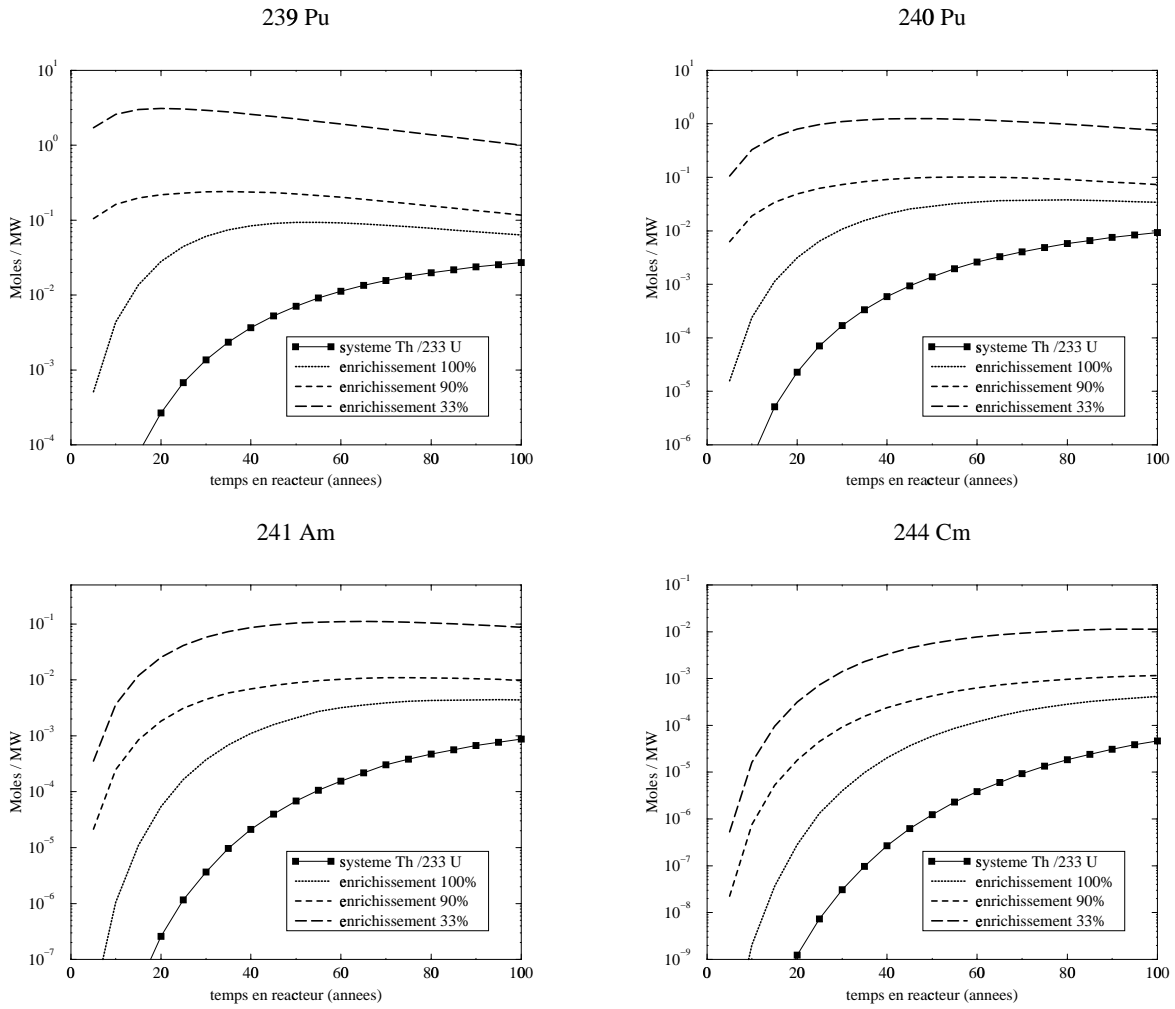 239 Pu
10^1
10^0
10^-1
10^-2
10^-3
10^-4
Moles / MW
0 20 40 60 80 100
temps en reacteur (annees)
systeme Th /233 U
enrichissement 100%
enrichissement 90%
enrichissement 33%
240 Pu
10^1
10^0
10^-1
10^-2
10^-3
10^-4
10^-5
10^-6
Moles / MW
0 20 40 60 80 100
temps en reacteur (annees)
systeme Th /233 U
enrichissement 100%
enrichissement 90%
enrichissement 33%
241 Am
10^-1
10^-2
10^-3
10^-4
10^-5
10^-6
10^-7
Moles / MW
0 20 40 60 80 100
temps en reacteur (annees)
systeme Th /233 U
enrichissement 100%
enrichissement 90%
enrichissement 33%
244 Cm
10^-1
10^-2
10^-3
10^-4
10^-5
10^-6
10^-7
10^-8
10^-9
Moles / MW
0 20 40 60 80 100
temps en reacteur (annees)
systeme Th /233 U
enrichissement 100%
enrichissement 90%
enrichissement 33%